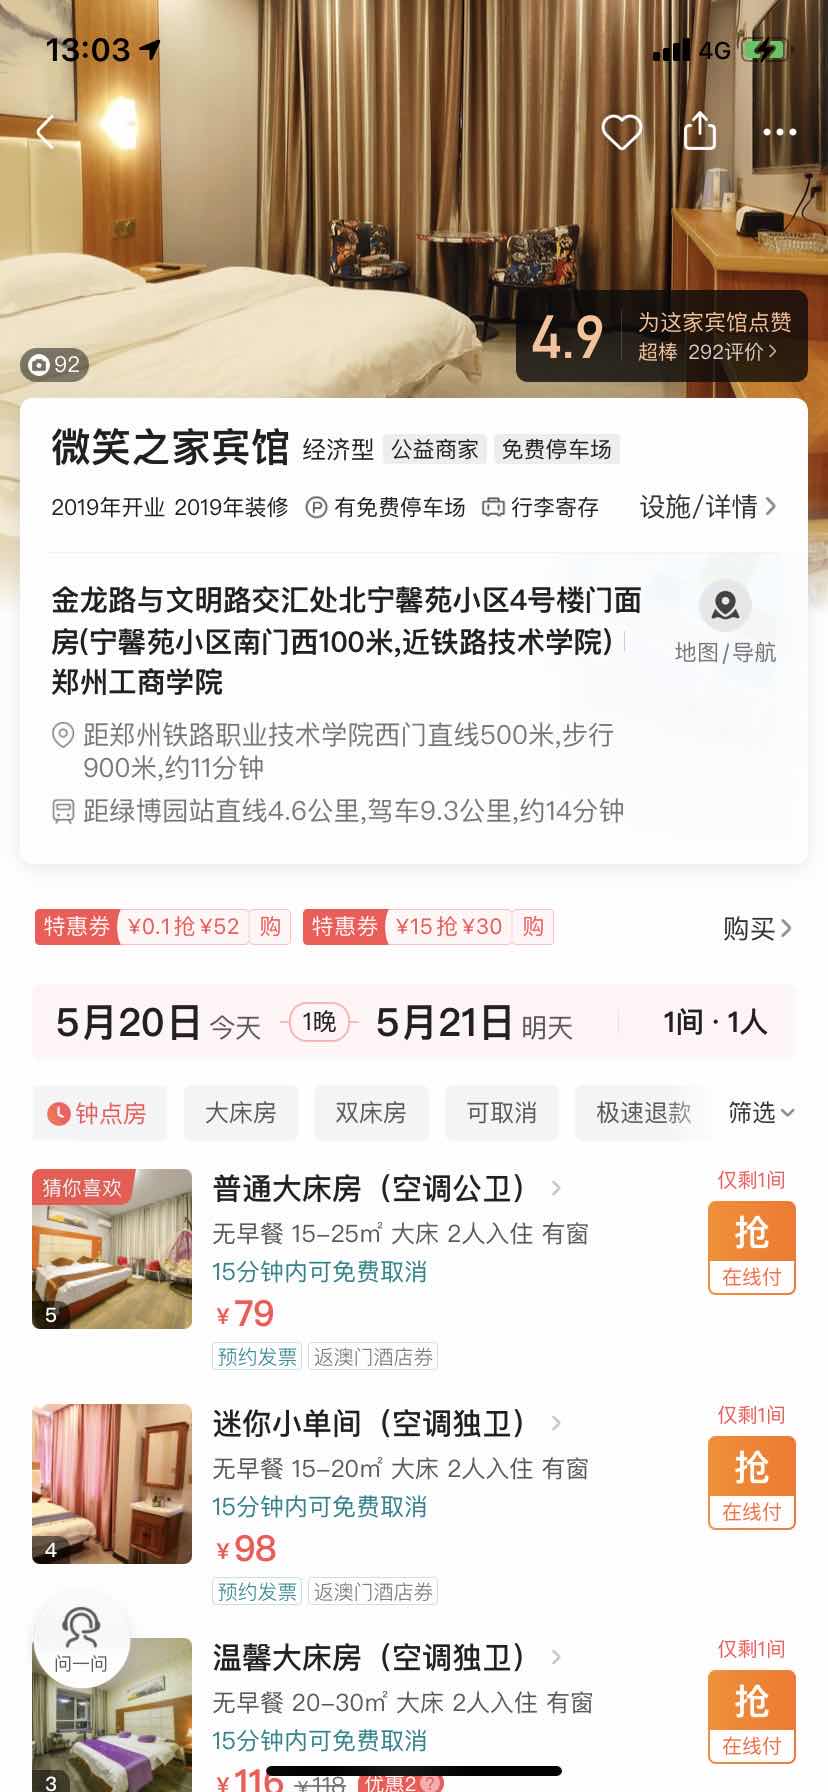 13:03
4G
92
4.9
为这家宾馆点赞
超棒 292评价
微笑之家宾馆 经济型 公益商家 免费停车场
2019年开业 2019年装修 Ⓟ 有免费停车场 行李寄存 设施/详情
金龙路与文明路交汇处北宁馨苑小区4号楼门面
房(宁馨苑小区南门西100米,近铁路技术学院)
郑州工商学院
地图/导航
距郑州铁路职业技术学院西门直线500米,步行
900米,约11分钟
距绿博园站直线4.6公里,驾车9.3公里,约14分钟
特惠券 ¥0.1抢¥52 购 特惠券 ¥15抢¥30 购 购买
5月20日 今天 1晚 5月21日 明天 1间 · 1人
钟点房 大床房 双床房 可取消 极速退款 筛选
猜你喜欢
5
普通大床房（空调公卫）
无早餐 15-25㎡ 大床 2人入住 有窗
15分钟内可免费取消
¥79
预约发票 返澳门酒店券
仅剩1间
抢
在线付
4
迷你小单间（空调独卫）
无早餐 15-20㎡ 大床 2人入住 有窗
15分钟内可免费取消
¥98
预约发票 返澳门酒店券
仅剩1间
抢
在线付
问一问
3
温馨大床房（空调独卫）
无早餐 20-30㎡ 大床 2人入住 有窗
15分钟内可免费取消
¥116 ¥118 优惠2 ?
仅剩1间
抢
在线付